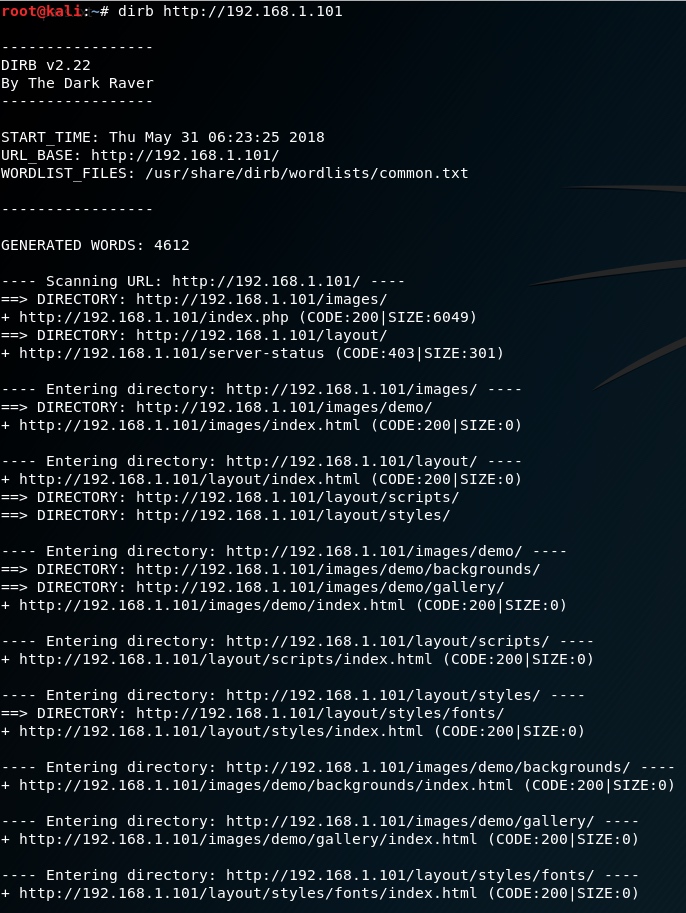 root@kali:~# dirb http://192.168.1.101
-----------------
DIRB v2.22
By The Dark Raver
-----------------
START_TIME: Thu May 31 06:23:25 2018
URL_BASE: http://192.168.1.101/
WORDLIST_FILES: /usr/share/dirb/wordlists/common.txt
-----------------
GENERATED WORDS: 4612
---- Scanning URL: http://192.168.1.101/ ----
==> DIRECTORY: http://192.168.1.101/images/
+ http://192.168.1.101/index.php (CODE:200|SIZE:6049)
==> DIRECTORY: http://192.168.1.101/layout/
+ http://192.168.1.101/server-status (CODE:403|SIZE:301)
---- Entering directory: http://192.168.1.101/images/ ----
==> DIRECTORY: http://192.168.1.101/images/demo/
+ http://192.168.1.101/images/index.html (CODE:200|SIZE:0)
---- Entering directory: http://192.168.1.101/layout/ ----
+ http://192.168.1.101/layout/index.html (CODE:200|SIZE:0)
==> DIRECTORY: http://192.168.1.101/layout/scripts/
==> DIRECTORY: http://192.168.1.101/layout/styles/
---- Entering directory: http://192.168.1.101/images/demo/ ----
==> DIRECTORY: http://192.168.1.101/images/demo/backgrounds/
==> DIRECTORY: http://192.168.1.101/images/demo/gallery/
+ http://192.168.1.101/images/demo/index.html (CODE:200|SIZE:0)
---- Entering directory: http://192.168.1.101/layout/scripts/ ----
+ http://192.168.1.101/layout/scripts/index.html (CODE:200|SIZE:0)
---- Entering directory: http://192.168.1.101/layout/styles/ ----
==> DIRECTORY: http://192.168.1.101/layout/styles/fonts/
+ http://192.168.1.101/layout/styles/index.html (CODE:200|SIZE:0)
---- Entering directory: http://192.168.1.101/images/demo/backgrounds/ ----
+ http://192.168.1.101/images/demo/backgrounds/index.html (CODE:200|SIZE:0)
---- Entering directory: http://192.168.1.101/images/demo/gallery/ ----
+ http://192.168.1.101/images/demo/gallery/index.html (CODE:200|SIZE:0)
---- Entering directory: http://192.168.1.101/layout/styles/fonts/ ----
+ http://192.168.1.101/layout/styles/fonts/index.html (CODE:200|SIZE:0)